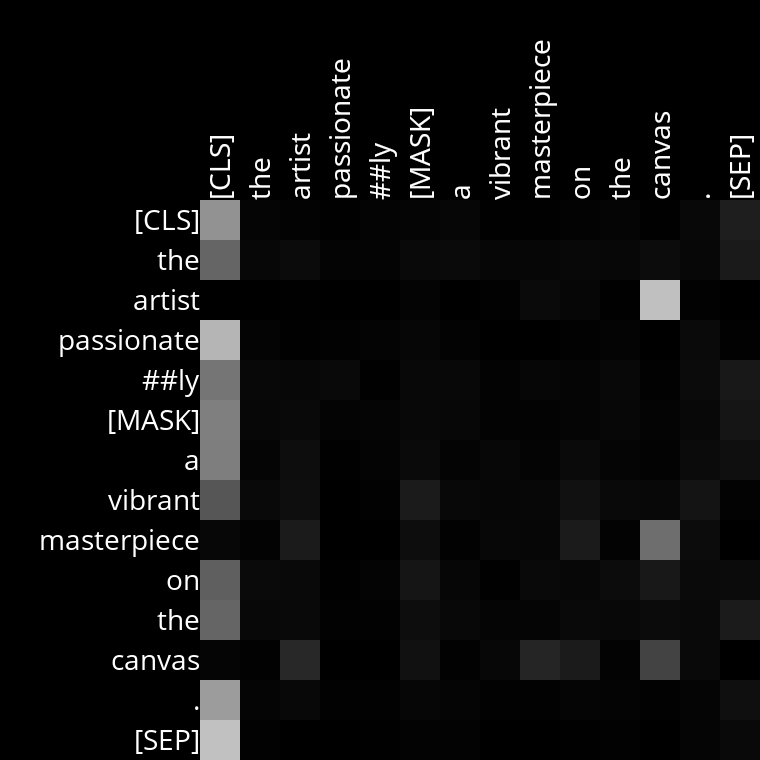 [CLS] the artist passionate ##ly [MASK] a vibrant masterpiece on the canvas . [SEP]
[CLS]
the
artist
passionate
##ly
[MASK]
a
vibrant
masterpiece
on
the
canvas
.
[SEP]